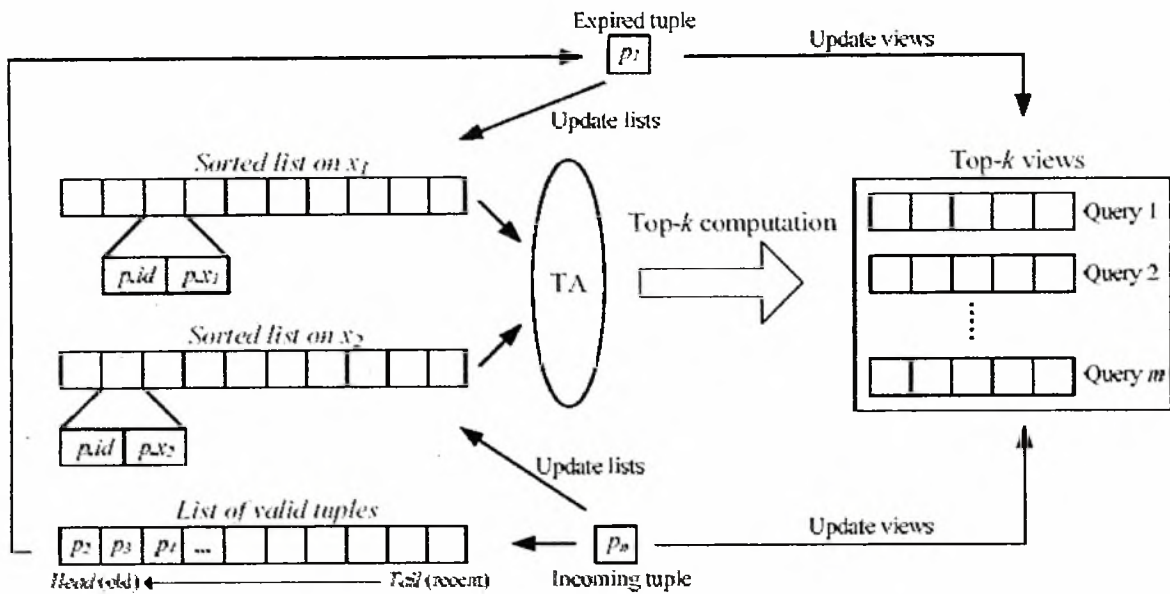 Expired tuple
p1
Update views
Update lists
Sorted list on x1
Top-k views
Query 1
p.id p.x1
TA
Top-k computation
Query 2
Sorted list on x2
Query m
p.id p.x2
Update lists
List of valid tuples
p2 p3 p4 ...
pn
Update views
Head (old)
Tail (recent)
Incoming tuple